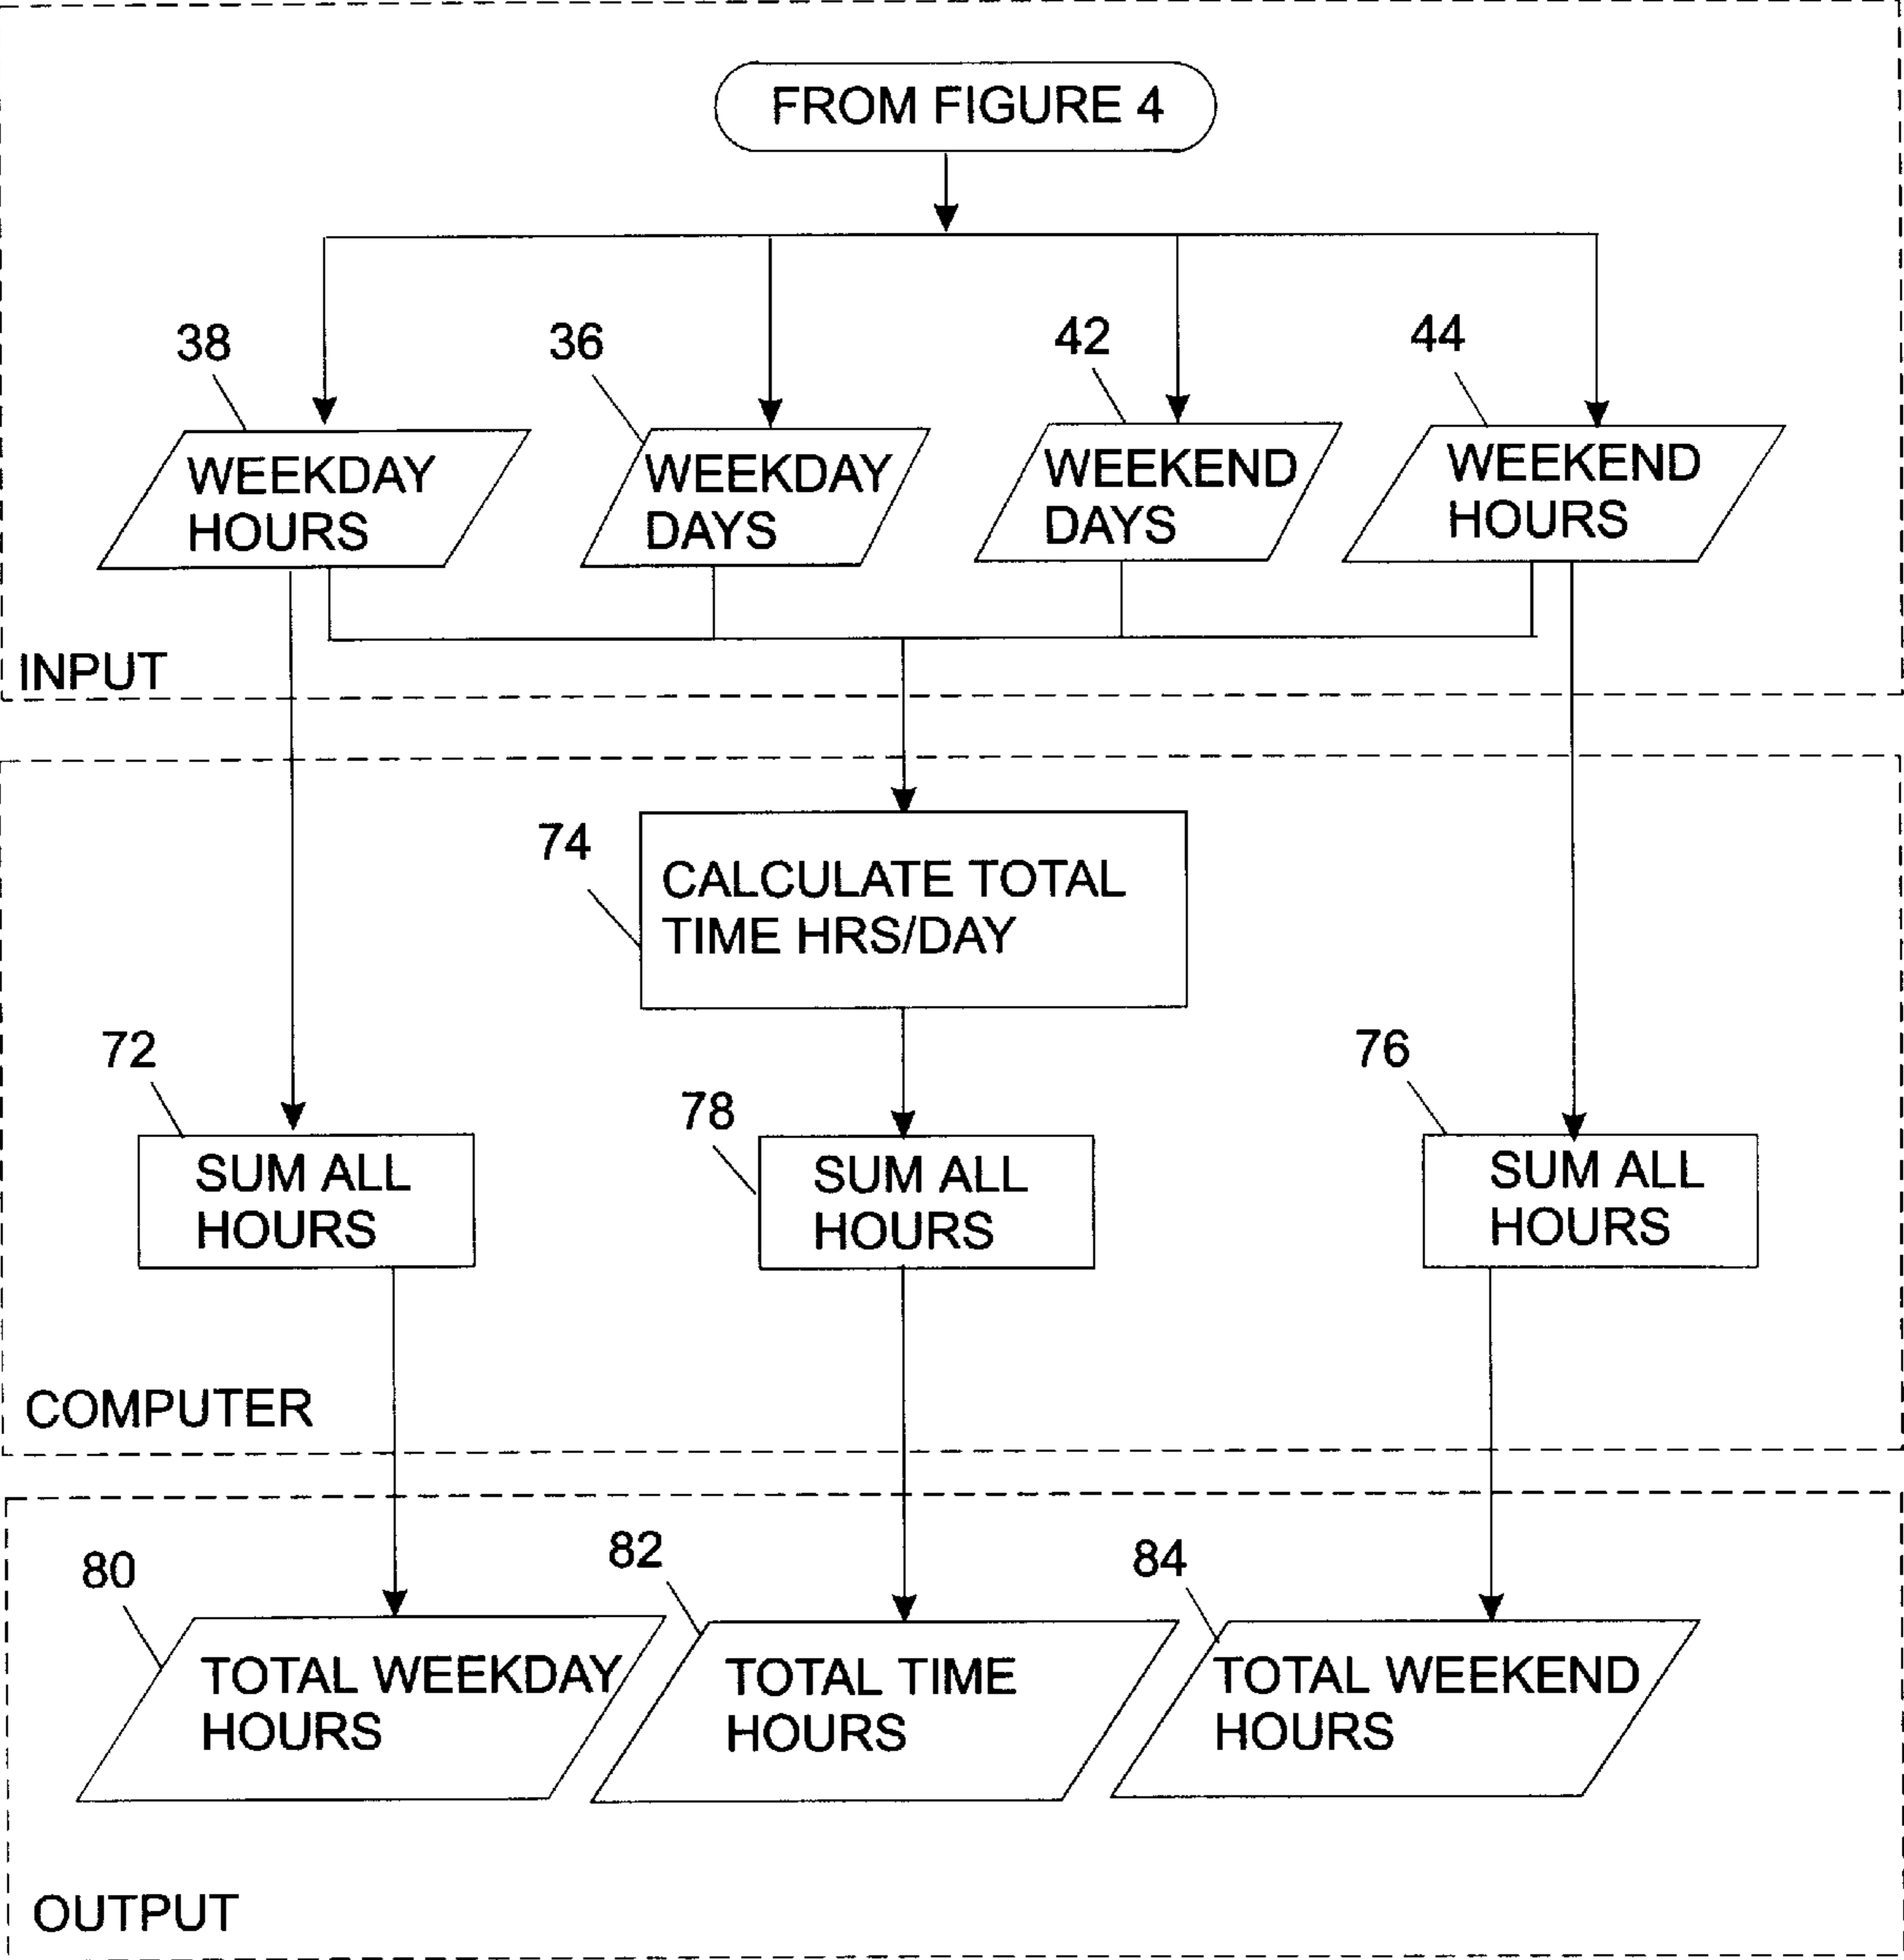 FROM FIGURE 4
38
36
42
44
WEEKDAY
HOURS
WEEKDAY
DAYS
WEEKEND
DAYS
WEEKEND
HOURS
INPUT
74
CALCULATE TOTAL
TIME HRS/DAY
72
78
76
SUM ALL
HOURS
SUM ALL
HOURS
SUM ALL
HOURS
COMPUTER
80
82
84
TOTAL WEEKDAY
HOURS
TOTAL TIME
HOURS
TOTAL WEEKEND
HOURS
OUTPUT